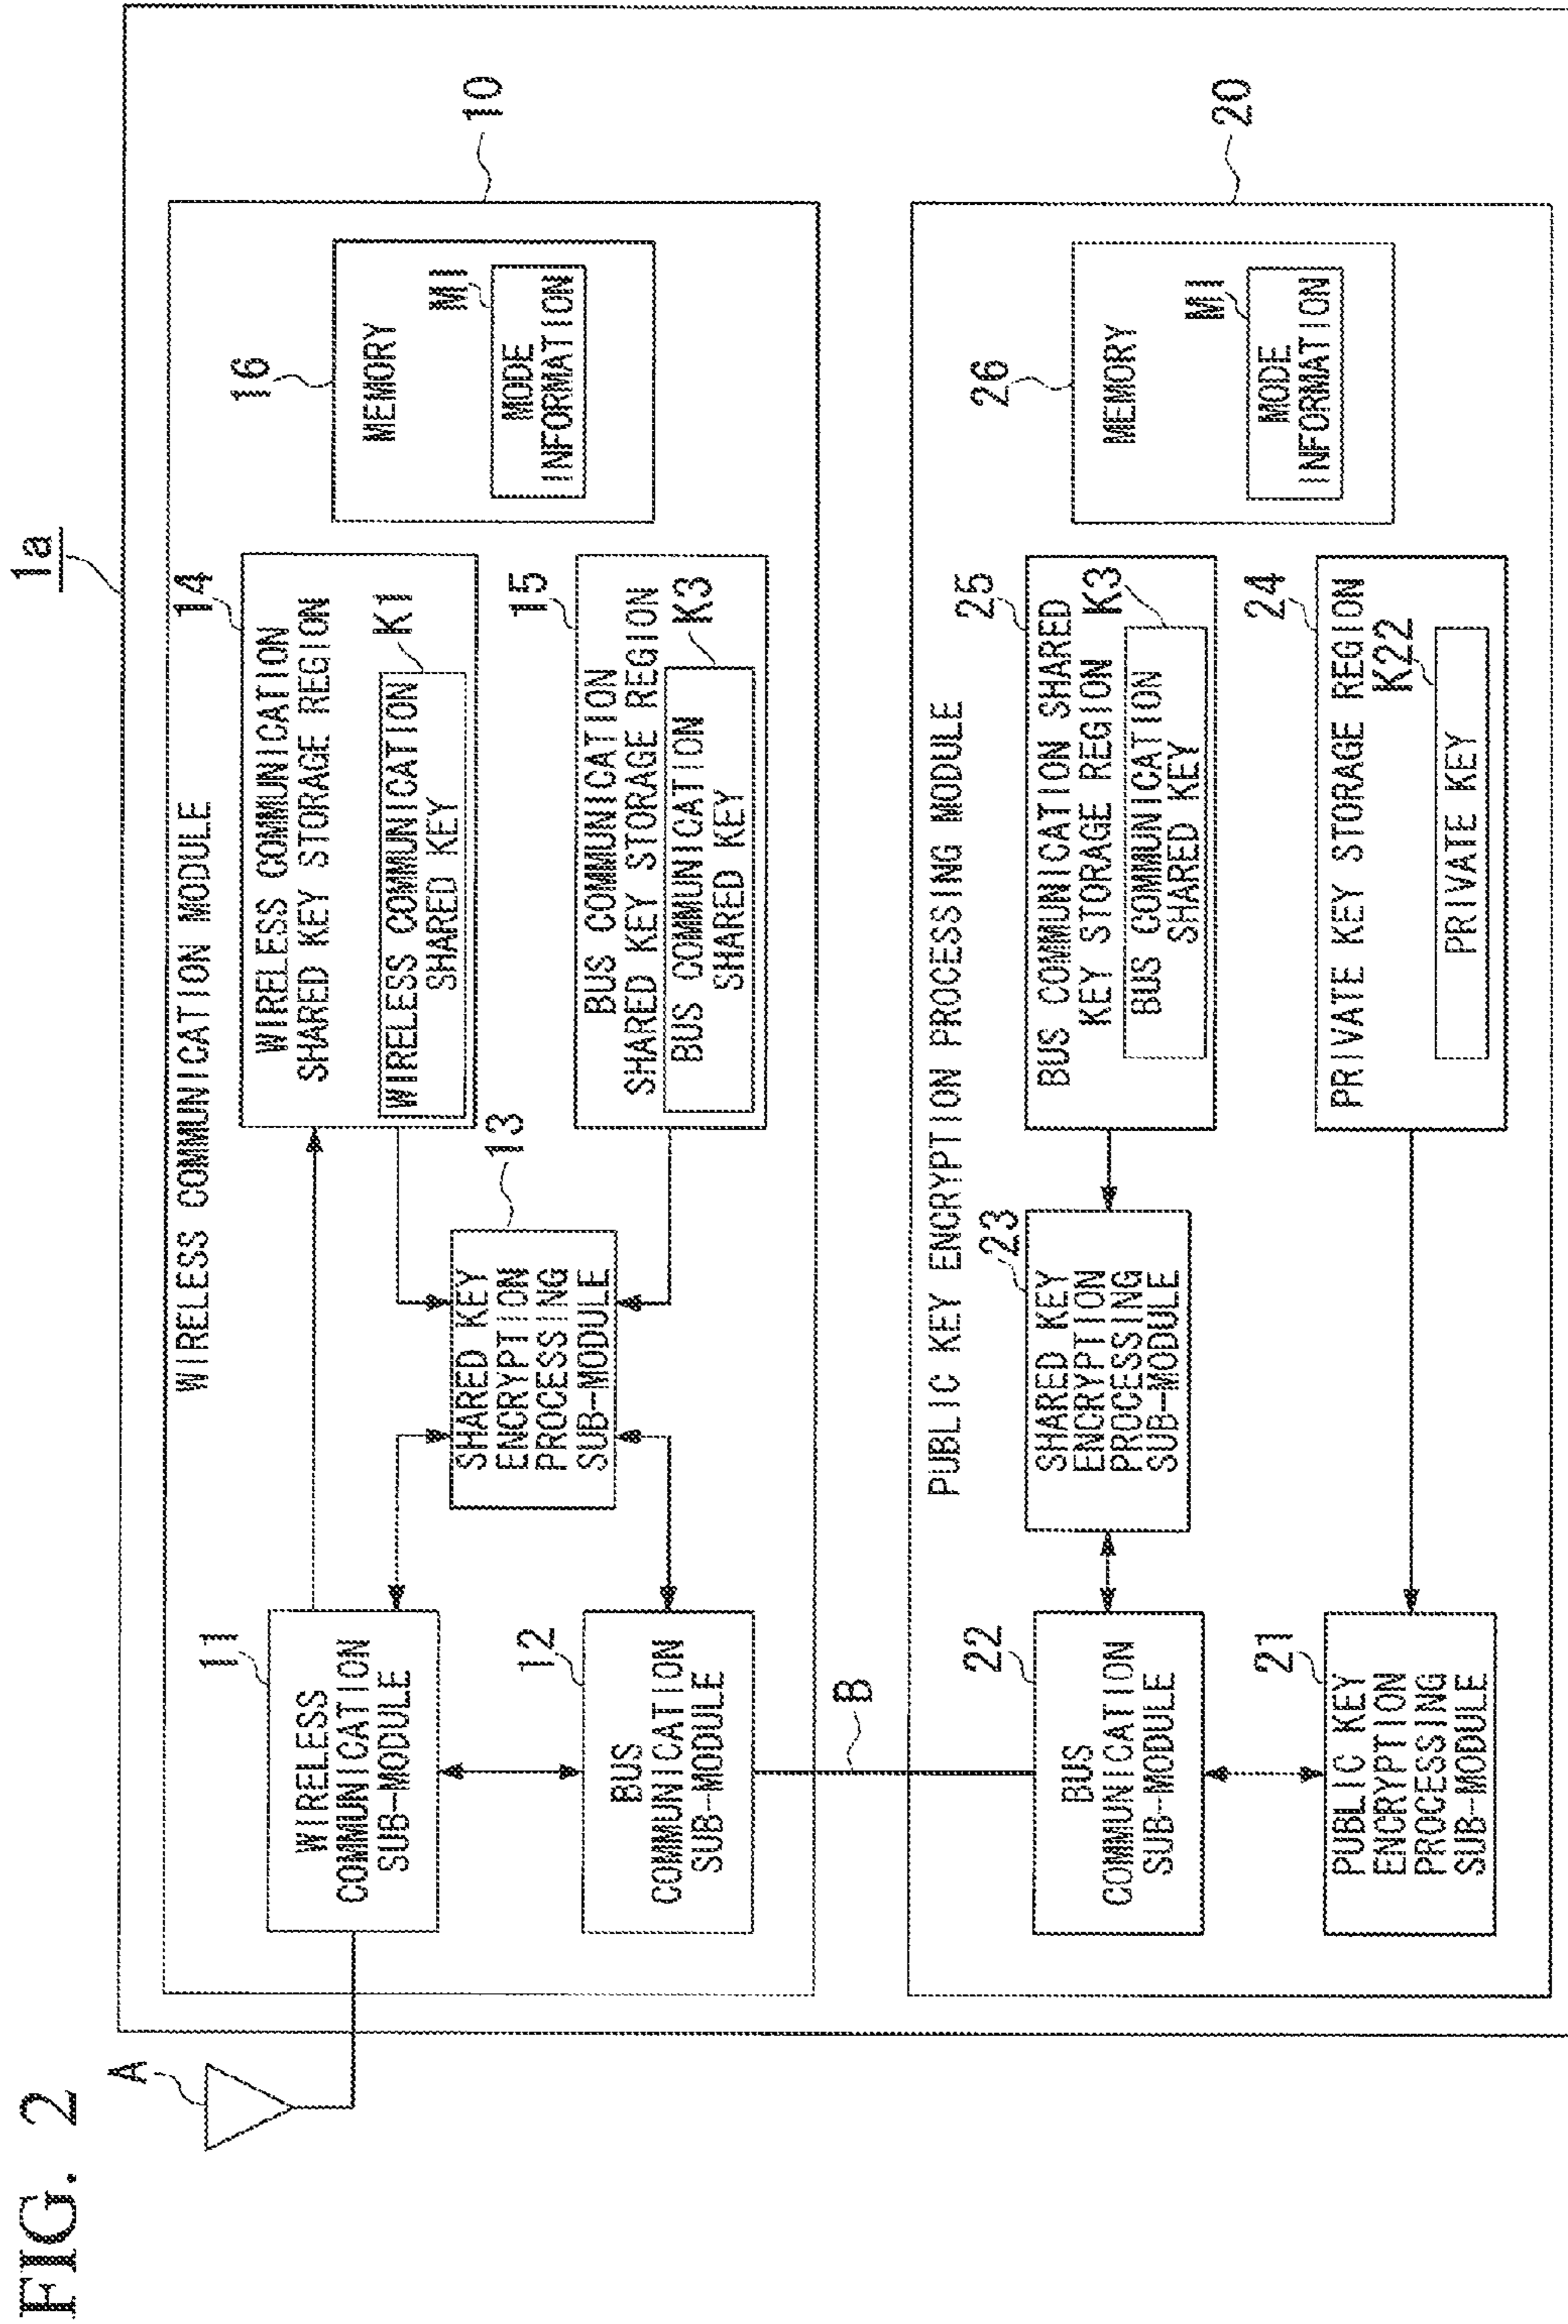 FIG. 2
1a
A
10
WIRELESS COMMUNICATION MODULE
11
WIRELESS
COMMUNICATION
SUB-MODULE
12
BUS
COMMUNICATION
SUB-MODULE
13
SHARED KEY
ENCRYPTION
PROCESSING
SUB-MODULE
14
WIRELESS COMMUNICATION
SHARED KEY STORAGE REGION
K1
WIRELESS COMMUNICATION
SHARED KEY
15
BUS COMMUNICATION
SHARED KEY STORAGE REGION
K3
BUS COMMUNICATION
SHARED KEY
16
MEMORY
MI
MODE
INFORMATION
B
20
PUBLIC KEY ENCRYPTION PROCESSING MODULE
22
BUS
COMMUNICATION
SUB-MODULE
21
PUBLIC KEY
ENCRYPTION
PROCESSING
SUB-MODULE
23
SHARED KEY
ENCRYPTION
PROCESSING
SUB-MODULE
25
BUS COMMUNICATION SHARED
KEY STORAGE REGION
K3
BUS COMMUNICATION
SHARED KEY
24
PRIVATE KEY STORAGE REGION
K22
PRIVATE KEY
26
MEMORY
MI
MODE
INFORMATION